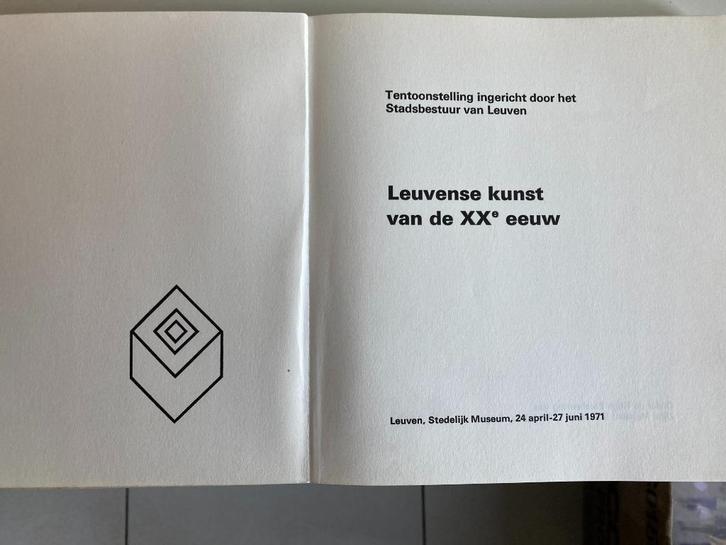 Tentoonstelling ingericht door het
Stadsbestuur van Leuven
Leuvense kunst
van de XXe eeuw
Leuven, Stedelijk Museum, 24 april-27 juni 1971